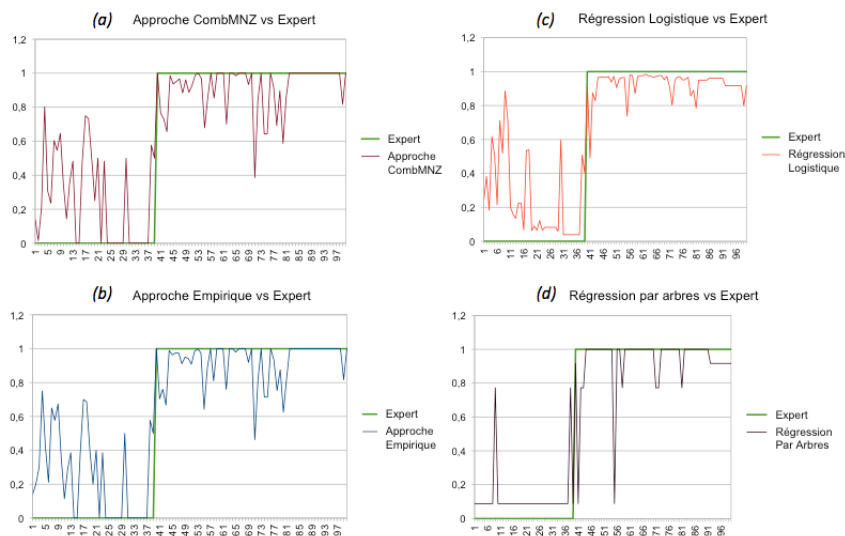 (a) Approche CombMNZ vs Expert
1,2
1
0,8
0,6
0,4
0,2
0
1 5 9 13 17 21 25 29 33 37 41 45 49 53 57 61 65 69 73 77 81 85 89 93 97
Expert
Approche
CombMNZ
(c) Régression Logistique vs Expert
1,2
1
0,8
0,6
0,4
0,2
0
1 6 11 16 21 26 31 36 41 46 51 56 61 66 71 76 81 86 91 96
Expert
Régression
Logistique
(b) Approche Empirique vs Expert
1,2
1
0,8
0,6
0,4
0,2
0
1 5 9 13 17 21 25 29 33 37 41 45 49 53 57 61 65 69 73 77 81 85 89 93 97
Expert
Approche
Empirique
(d) Régression par arbres vs Expert
1,2
1
0,8
0,6
0,4
0,2
0
1 6 11 16 21 26 31 36 41 46 51 56 61 66 71 76 81 86 91 96
Expert
Régression
Par Arbres